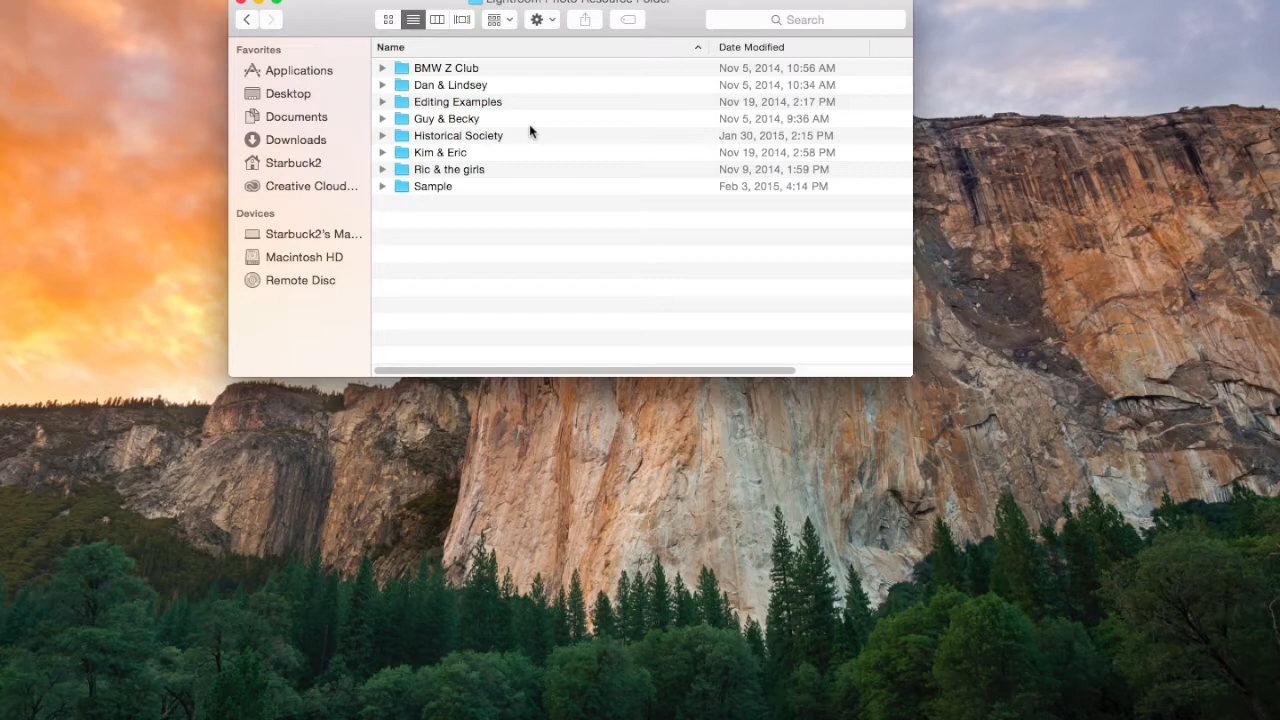 Lightroom Photo Resource Folder
Search
Favorites
Applications
Desktop
Documents
Downloads
Starbuck2
Creative Cloud...
Devices
Starbuck2's Ma...
Macintosh HD
Remote Disc
Name Date Modified
BMW Z Club Nov 5, 2014, 10:56 AM
Dan & Lindsey Nov 5, 2014, 10:34 AM
Editing Examples Nov 19, 2014, 2:17 PM
Guy & Becky Nov 5, 2014, 9:36 AM
Historical Society Jan 30, 2015, 2:15 PM
Kim & Eric Nov 19, 2014, 2:58 PM
Ric & the girls Nov 9, 2014, 1:59 PM
Sample Feb 3, 2015, 4:14 PM